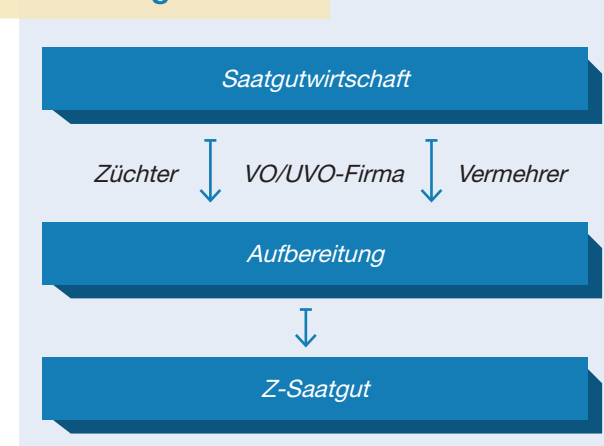 Saatgutwirtschaft
Züchter VO/UVO-Firma Vermehrer
Aufbereitung
Z-Saatgut